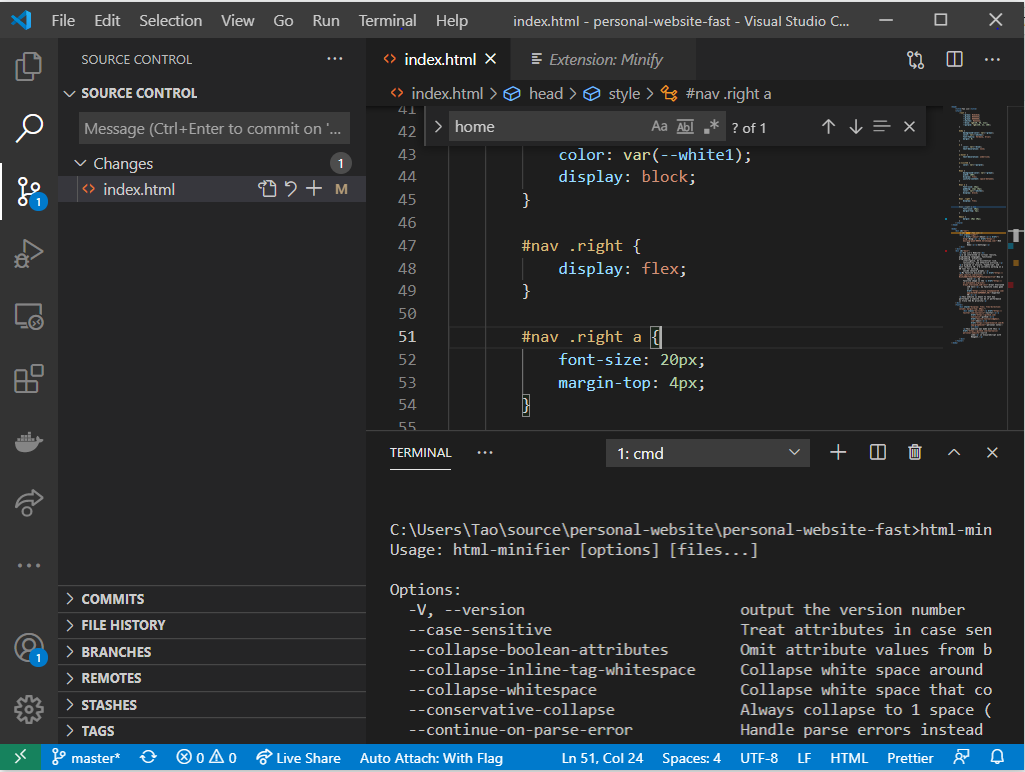 File Edit Selection View Go Run Terminal Help index.html - personal-website-fast - Visual Studio C...
SOURCE CONTROL
SOURCE CONTROL
Message (Ctrl+Enter to commit on '...
Changes 1
index.html M
1
COMMITS
FILE HISTORY
BRANCHES
REMOTES
STASHES
TAGS
1
index.html Extension: Minify
index.html > head > style > #nav .right a
home Aa Abl .* ? of 1
41
42
43 color: var(--white1);
44 display: block;
45 }
46
47 #nav .right {
48 display: flex;
49 }
50
51 #nav .right a {
52 font-size: 20px;
53 margin-top: 4px;
54 }
55
TERMINAL 1: cmd
C:\Users\Tao\source\personal-website\personal-website-fast>html-min
Usage: html-minifier [options] [files...]
Options:
-V, --version output the version number
--case-sensitive Treat attributes in case sen
--collapse-boolean-attributes Omit attribute values from b
--collapse-inline-tag-whitespace Collapse white space around
--collapse-whitespace Collapse white space that co
--conservative-collapse Always collapse to 1 space (
--continue-on-parse-error Handle parse errors instead
master* 0 0 Live Share Auto Attach: With Flag Ln 51, Col 24 Spaces: 4 UTF-8 LF HTML Prettier